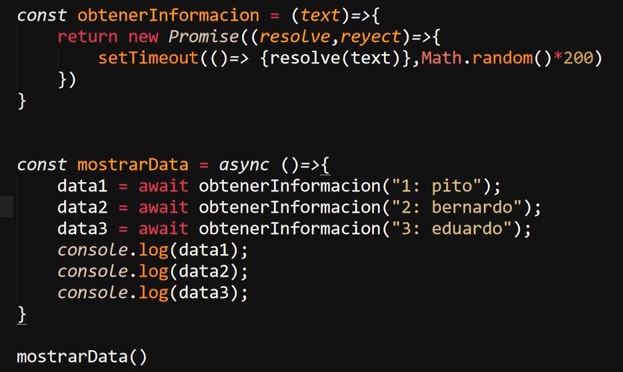 const obtenerInformacion = (text)=>{
    return new Promise((resolve,reyect)=>{
        setTimeout(()=> {resolve(text)},Math.random()*200)
    })
}
const mostrarData = async ()=>{
    data1 = await obtenerInformacion("1: pito");
    data2 = await obtenerInformacion("2: bernardo");
    data3 = await obtenerInformacion("3: eduardo");
    console.log(data1);
    console.log(data2);
    console.log(data3);
}
mostrarData()